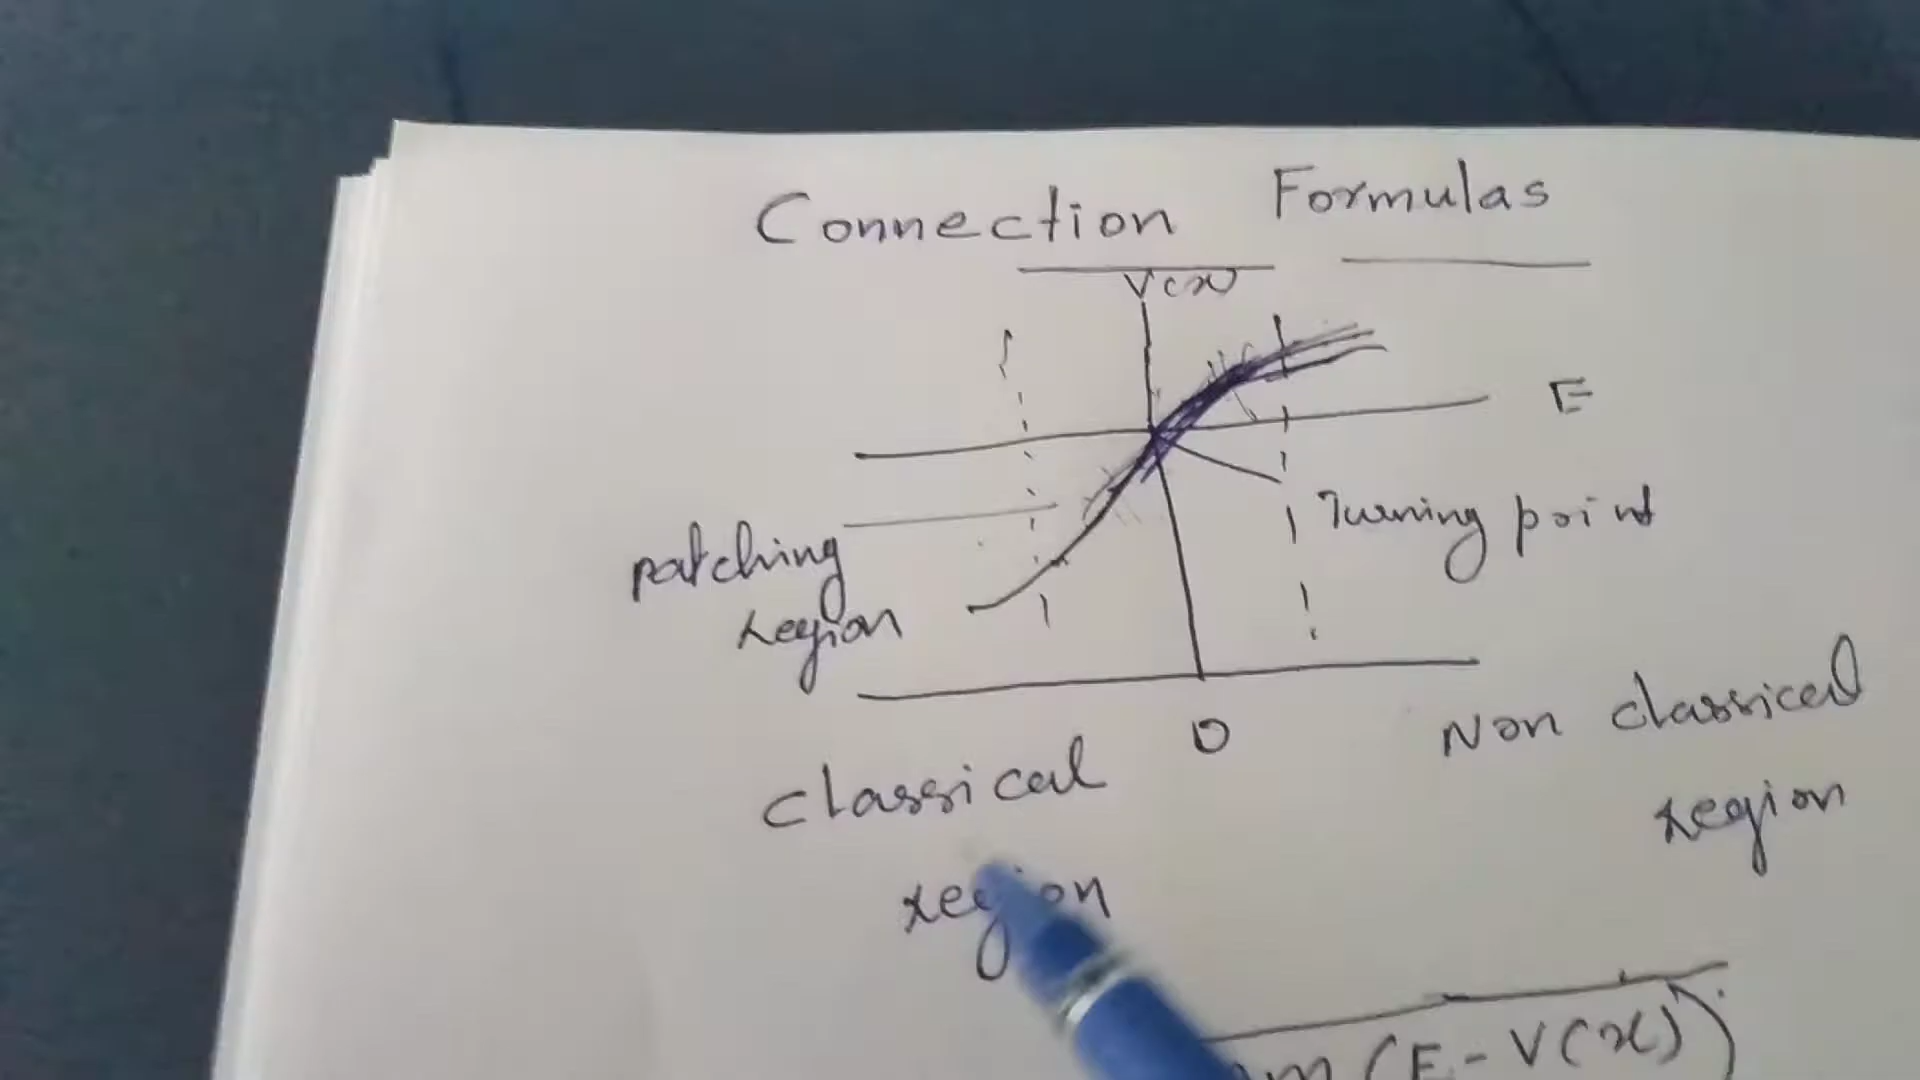 Connection Formulas
V(x)
E
Turning point
patching
region
0
Non classical
region
classical
region
m (E - V(x))